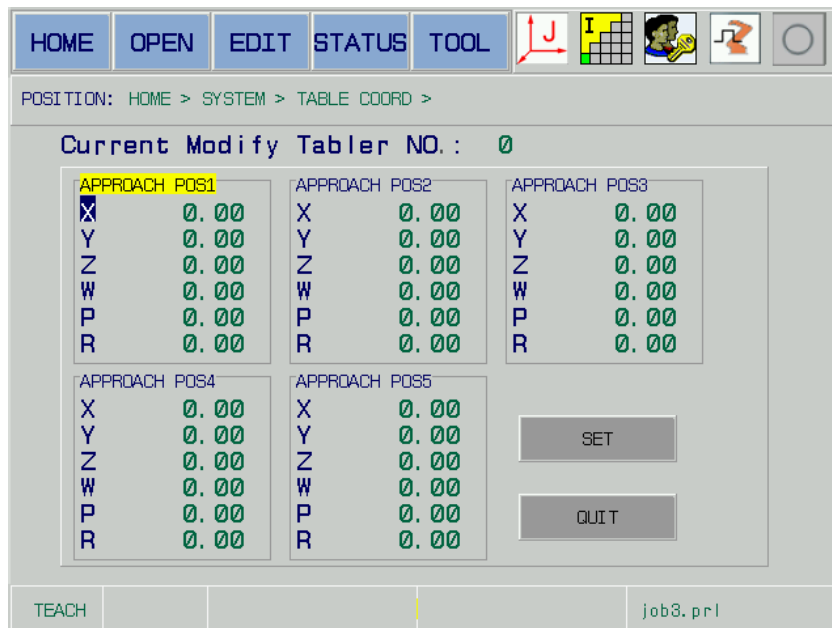 HOME OPEN EDIT STATUS TOOL J I
POSITION: HOME > SYSTEM > TABLE COORD >
Current Modify Tabler NO.: 0
APPROACH POS1 APPROACH POS2 APPROACH POS3
X 0.00 X 0.00 X 0.00
Y 0.00 Y 0.00 Y 0.00
Z 0.00 Z 0.00 Z 0.00
W 0.00 W 0.00 W 0.00
P 0.00 P 0.00 P 0.00
R 0.00 R 0.00 R 0.00
APPROACH POS4 APPROACH POS5
X 0.00 X 0.00
Y 0.00 Y 0.00 SET
Z 0.00 Z 0.00
W 0.00 W 0.00
P 0.00 P 0.00 QUIT
R 0.00 R 0.00
TEACH job3.prl